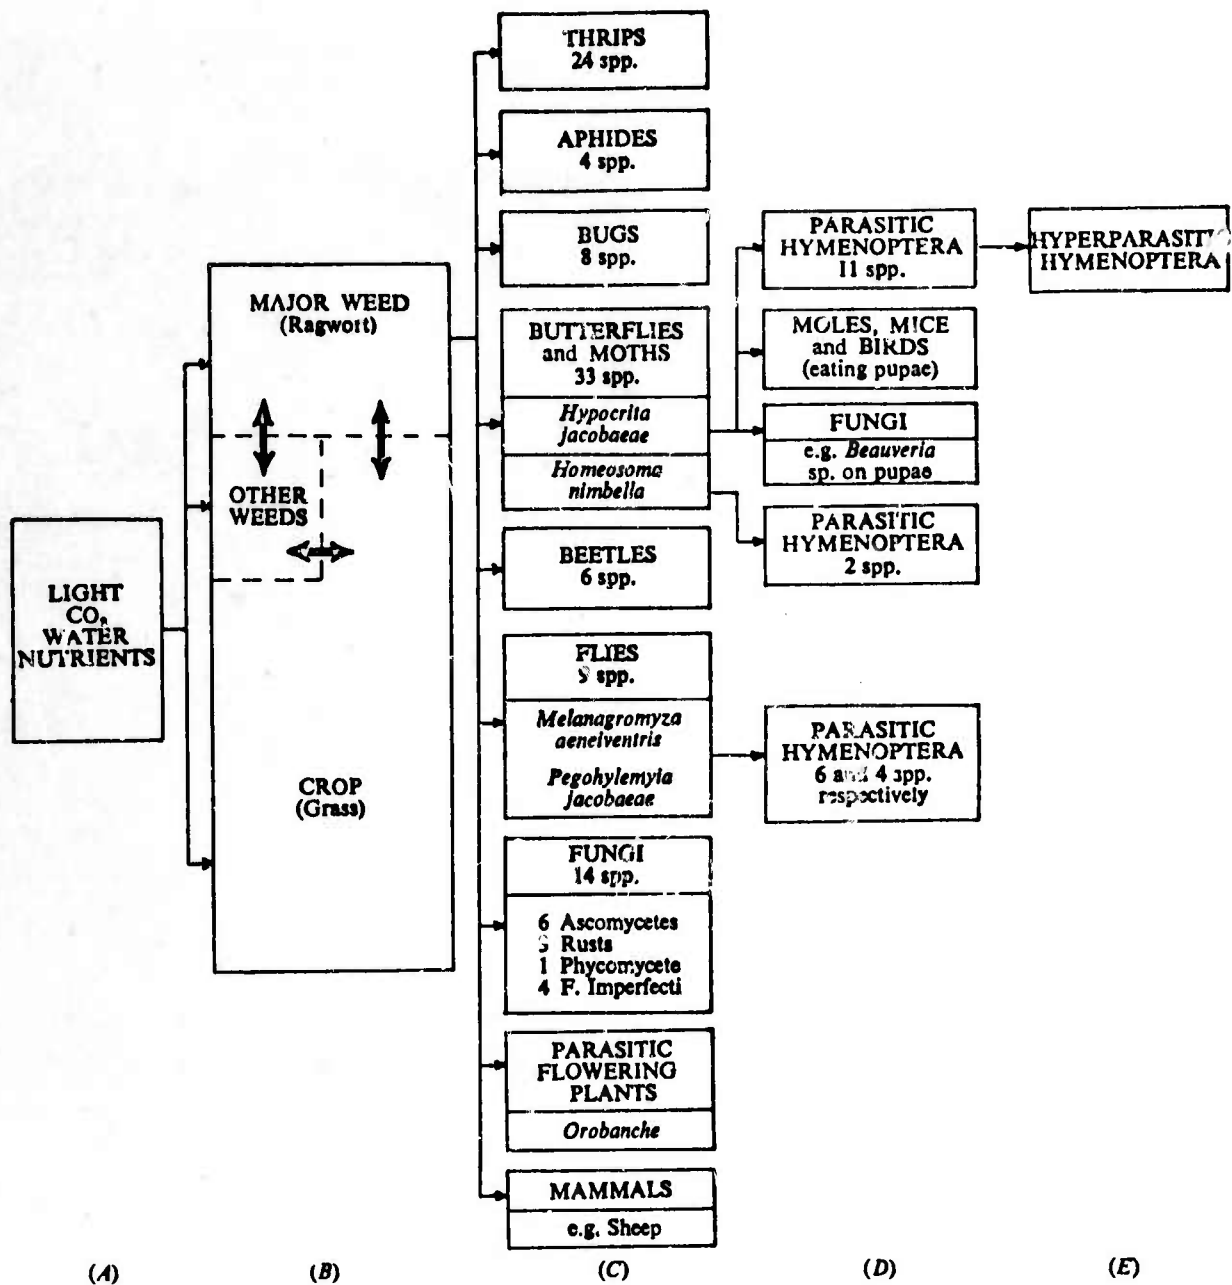 THRIPS
24 spp.
APHIDES
4 spp.
BUGS
8 spp.
BUTTERFLIES
and MOTHS
33 spp.
Hypocrita
jacobaeae
Homeosoma
nimbella
BEETLES
6 spp.
FLIES
spp.
Melanagromyza
aeneiventris
Pegohylemyia
jacobaeae
FUNGI
14 spp.
6 Ascomycetes
Rusts
1 Phycomycete
4 F. Imperfecti
PARASITIC
FLOWERING
PLANTS
Orobanche
MAMMALS
e.g. Sheep
MAJOR WEED
(Ragwort)
OTHER
WEEDS
CROP
(Grass)
LIGHT
CO₂
WATER
NUTRIENTS
PARASITIC
HYMENOPTERA
11 spp.
MOLES, MICE
and BIRDS
(eating pupae)
FUNGI
e.g. Beauveria
sp. on pupae
PARASITIC
HYMENOPTERA
2 spp.
PARASITIC
HYMENOPTERA
6 and 4 spp.
respectively
HYPERPARASITIC
HYMENOPTERA
(A) (B) (C) (D) (E)